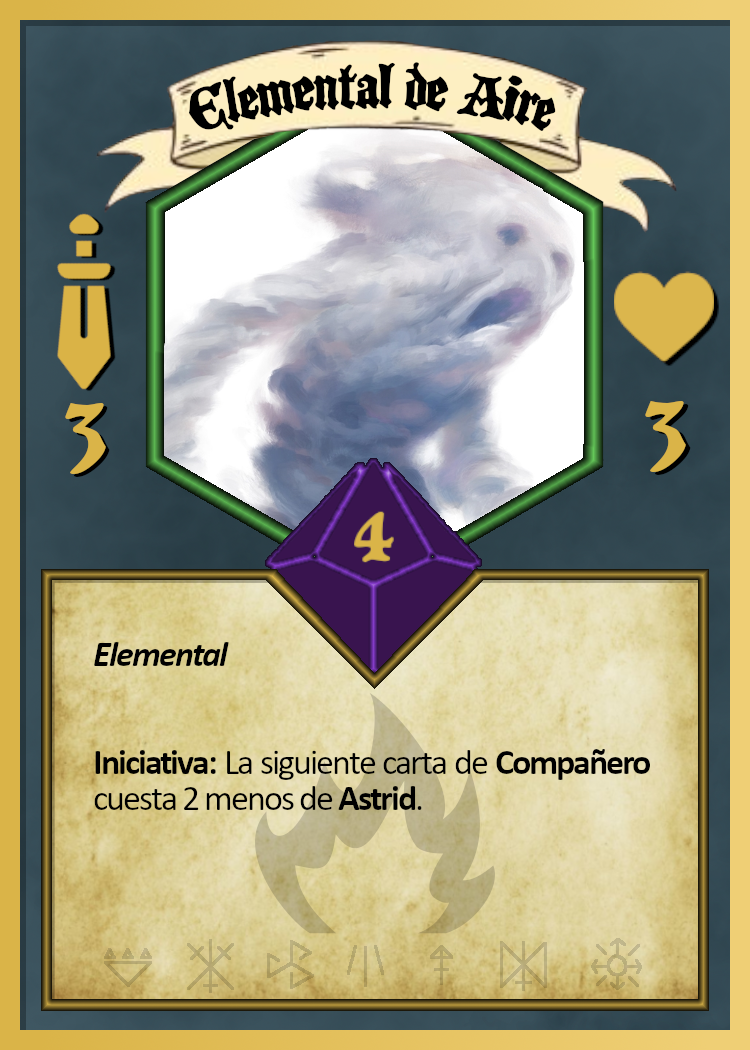 Elemental de Aire
3
3
4
Elemental
Iniciativa: La siguiente carta de Compañero
cuesta 2 menos de Astrid.